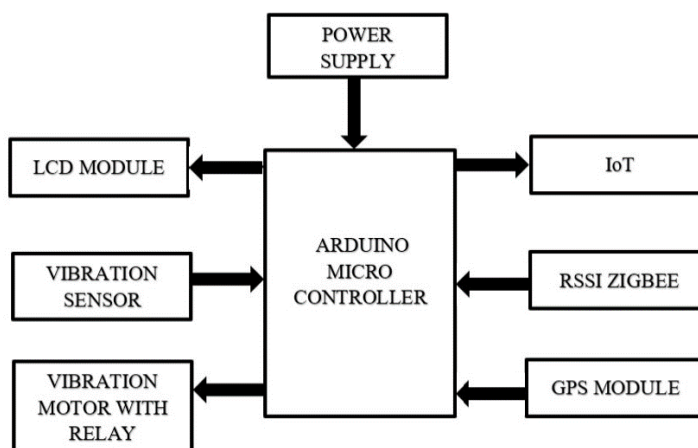 POWER
SUPPLY
LCD MODULE
IoT
ARDUINO
MICRO
CONTROLLER
VIBRATION
SENSOR
RSSI ZIGBEE
VIBRATION
MOTOR WITH
RELAY
GPS MODULE